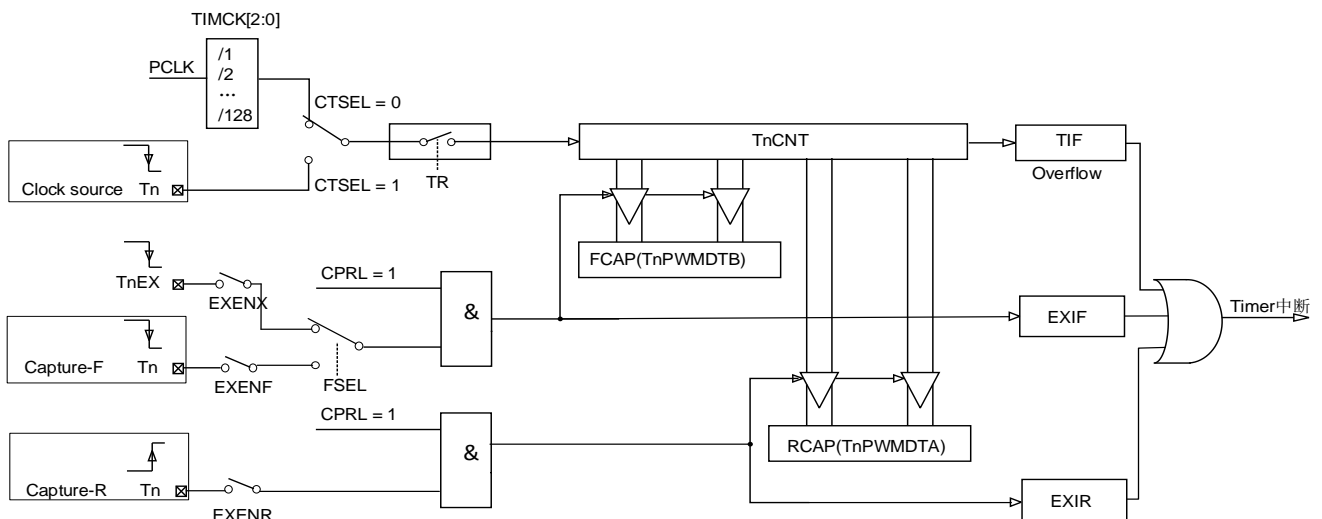 TIMCK[2:0]
/1
/2
...
/128
PCLK
CTSEL = 0
CTSEL = 1
TR
TnCNT
TIF
Overflow
Clock source Tn
FCAP(TnPWMDTB)
TnEX
EXENX
CPRL = 1
&
EXIF
Timer中断
Capture-F Tn
EXENF
FSEL
CPRL = 1
&
RCAP(TnPWMDTA)
Capture-R Tn
EXENR
EXIR